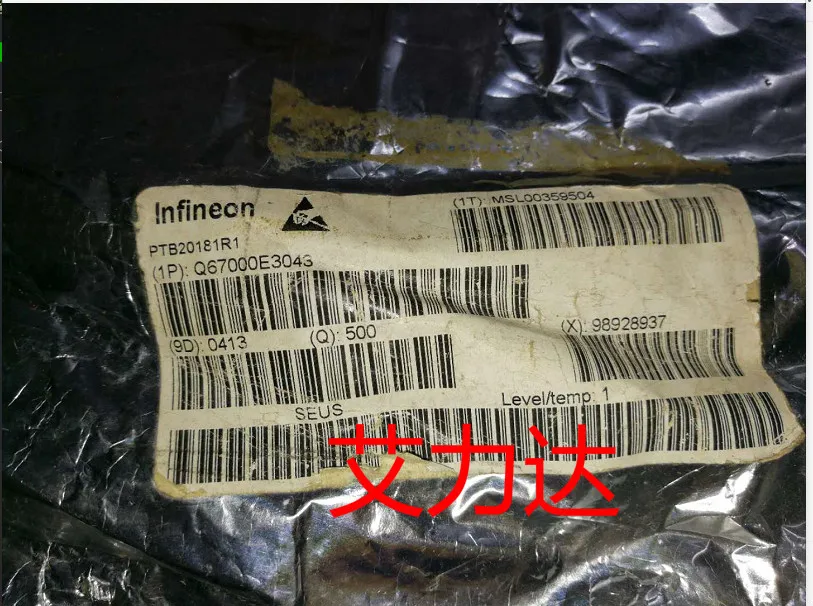 Infineon
(1T): MSL00359504
PTB20181R1
(1P): Q67000E3043
(9D): 0413
(Q): 500
(X): 98928937
SEUS
Level/temp: 1
艾力达